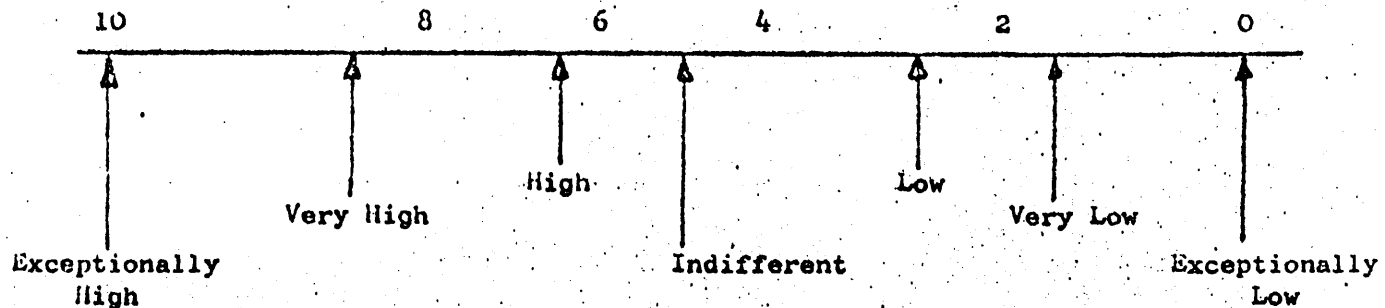 10 8 6 4 2 0
High Low
Very High Very Low
Exceptionally Indifferent Exceptionally
High Low